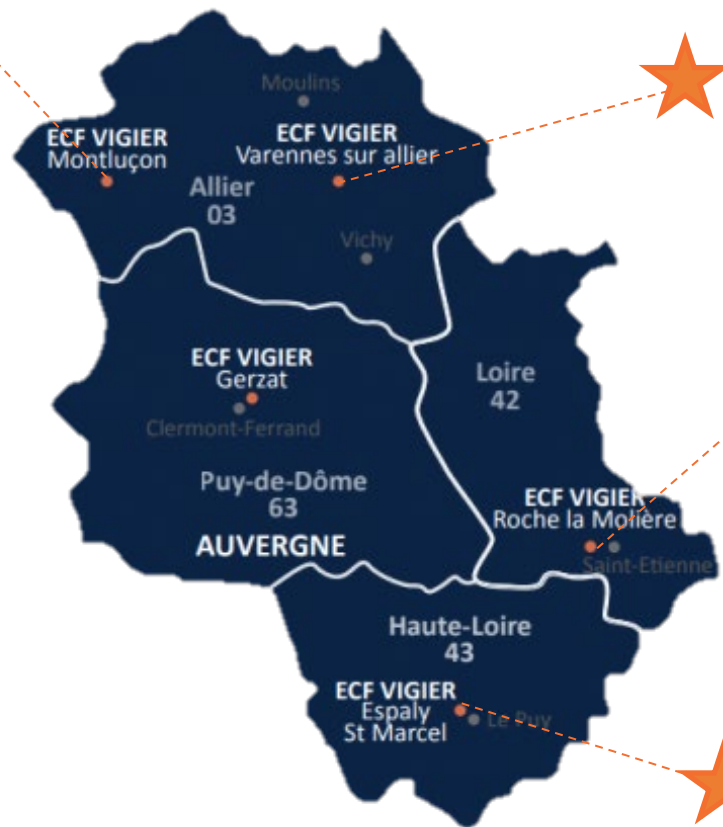 Moulins
ECF VIGIER
Montluçon
ECF VIGIER
Varennes sur allier
Allier
03
Vichy
ECF VIGIER
Gerzat
Clermont-Ferrand
Loire
42
Puy-de-Dôme
63
AUVERGNE
ECF VIGIER
Roche la Molière
Saint-Etienne
Haute-Loire
43
ECF VIGIER
Espaly
St Marcel
Le Puy